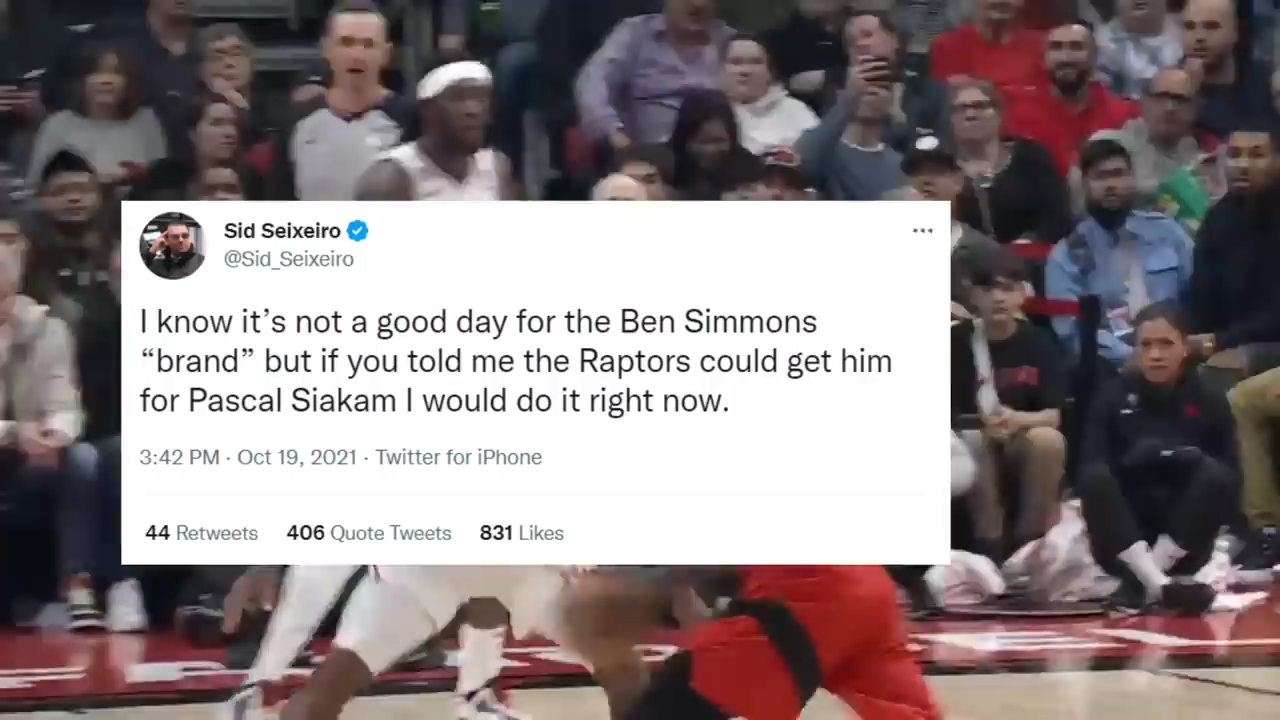 Sid Seixeiro
@Sid_Seixeiro
I know it’s not a good day for the Ben Simmons
“brand” but if you told me the Raptors could get him
for Pascal Siakam I would do it right now.
3:42 PM · Oct 19, 2021 · Twitter for iPhone
44 Retweets 406 Quote Tweets 831 Likes